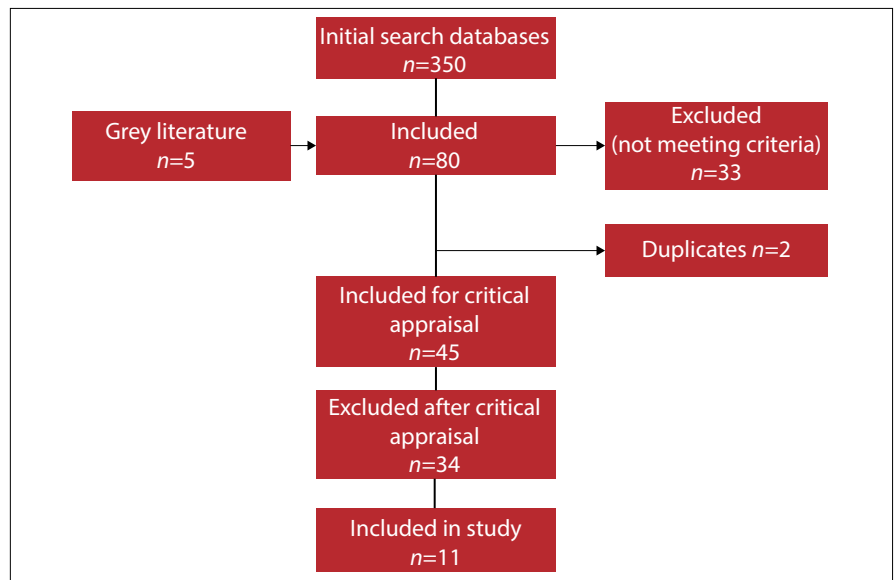 Initial search databases
n=350
Grey literature
n=5
Included
n=80
Excluded
(not meeting criteria)
n=33
Duplicates n=2
Included for critical
appraisal
n=45
Excluded after critical
appraisal
n=34
Included in study
n=11